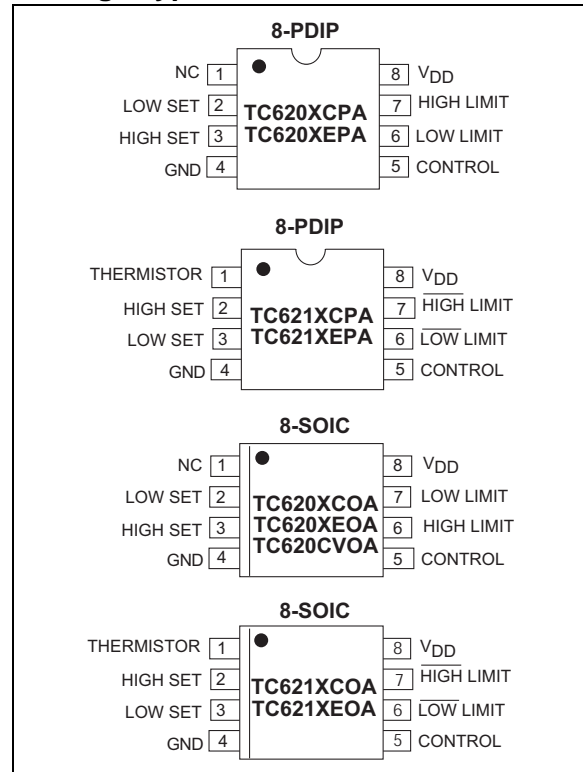 8-PDIP
NC 1 8 VDD
LOW SET 2 7 HIGH LIMIT
TC620XCPA
HIGH SET 3 TC620XEPA 6 LOW LIMIT
GND 4 5 CONTROL
8-PDIP
THERMISTOR 1 8 VDD
HIGH SET 2 TC621XCPA 7 HIGH LIMIT
LOW SET 3 TC621XEPA 6 LOW LIMIT
GND 4 5 CONTROL
8-SOIC
NC 1 8 VDD
LOW SET 2 TC620XCOA 7 LOW LIMIT
HIGH SET 3 TC620XEOA 6 HIGH LIMIT
TC620CVOA
GND 4 5 CONTROL
8-SOIC
THERMISTOR 1 8 VDD
HIGH SET 2 TC621XCOA 7 HIGH LIMIT
LOW SET 3 TC621XEOA 6 LOW LIMIT
GND 4 5 CONTROL